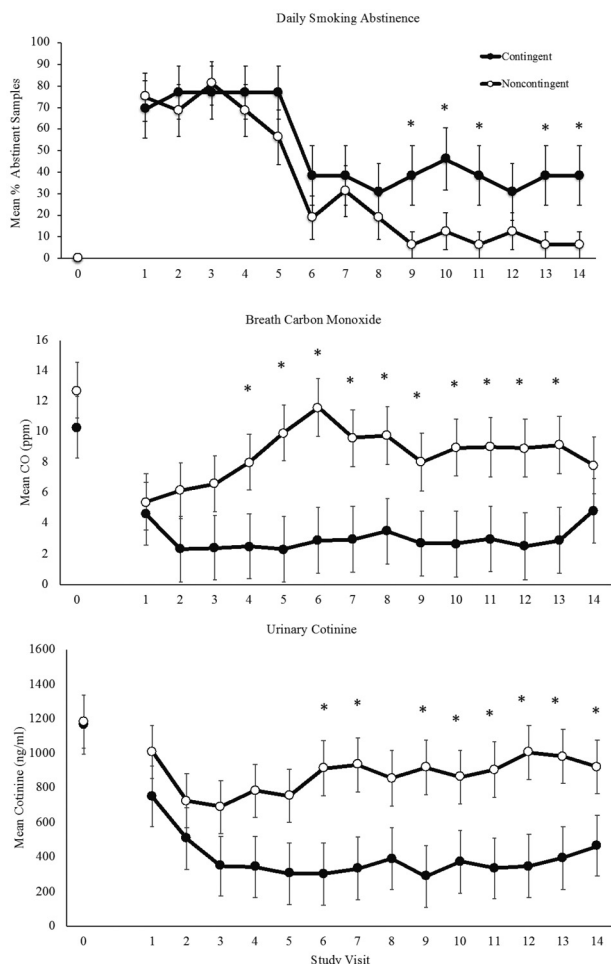 Daily Smoking Abstinence
100
90
80
70
60
50
40
30
20
10
0
Mean % Abstinent Samples
Contingent
Noncontingent
* * * * *
0 1 2 3 4 5 6 7 8 9 10 11 12 13 14
Breath Carbon Monoxide
16
14
12
10
8
6
4
2
0
Mean CO (ppm)
* * * * * * * * * *
0 1 2 3 4 5 6 7 8 9 10 11 12 13 14
Urinary Cotinine
1600
1400
1200
1000
800
600
400
200
0
Mean Cotinine (ng/ml)
* * * * * * * *
0 1 2 3 4 5 6 7 8 9 10 11 12 13 14
Study Visit